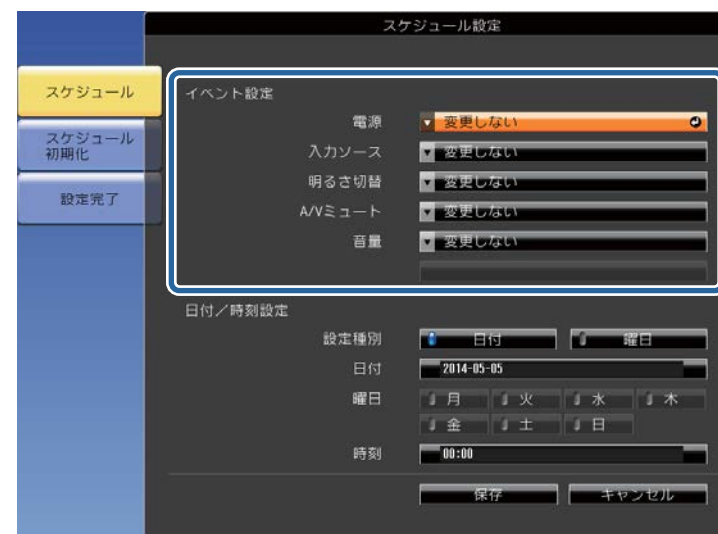 スケジュール設定
スケジュール
スケジュール
初期化
設定完了
イベント設定
電源 変更しない
入力ソース 変更しない
明るさ切替 変更しない
A/Vミュート 変更しない
音量 変更しない
日付／時刻設定
設定種別 日付 曜日
日付 2014-05-05
曜日 月 火 水 木
金 土 日
時刻 00:00
保存 キャンセル